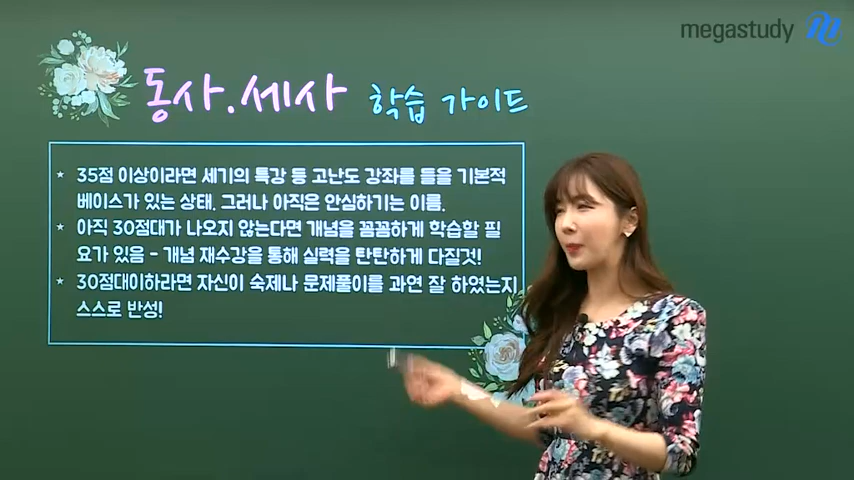 megastudy
동사.세사 학습 가이드
★ 35점 이상이라면 세기의 특강 등 고난도 강좌를 들을 기본적
베이스가 있는 상태. 그러나 아직은 안심하기는 이름.
★ 아직 30점대가 나오지 않는다면 개념을 꼼꼼하게 학습할 필
요가 있음 - 개념 재수강을 통해 실력을 탄탄하게 다질것!
★ 30점대이하라면 자신이 숙제나 문제풀이를 과연 잘 하였는지
스스로 반성!